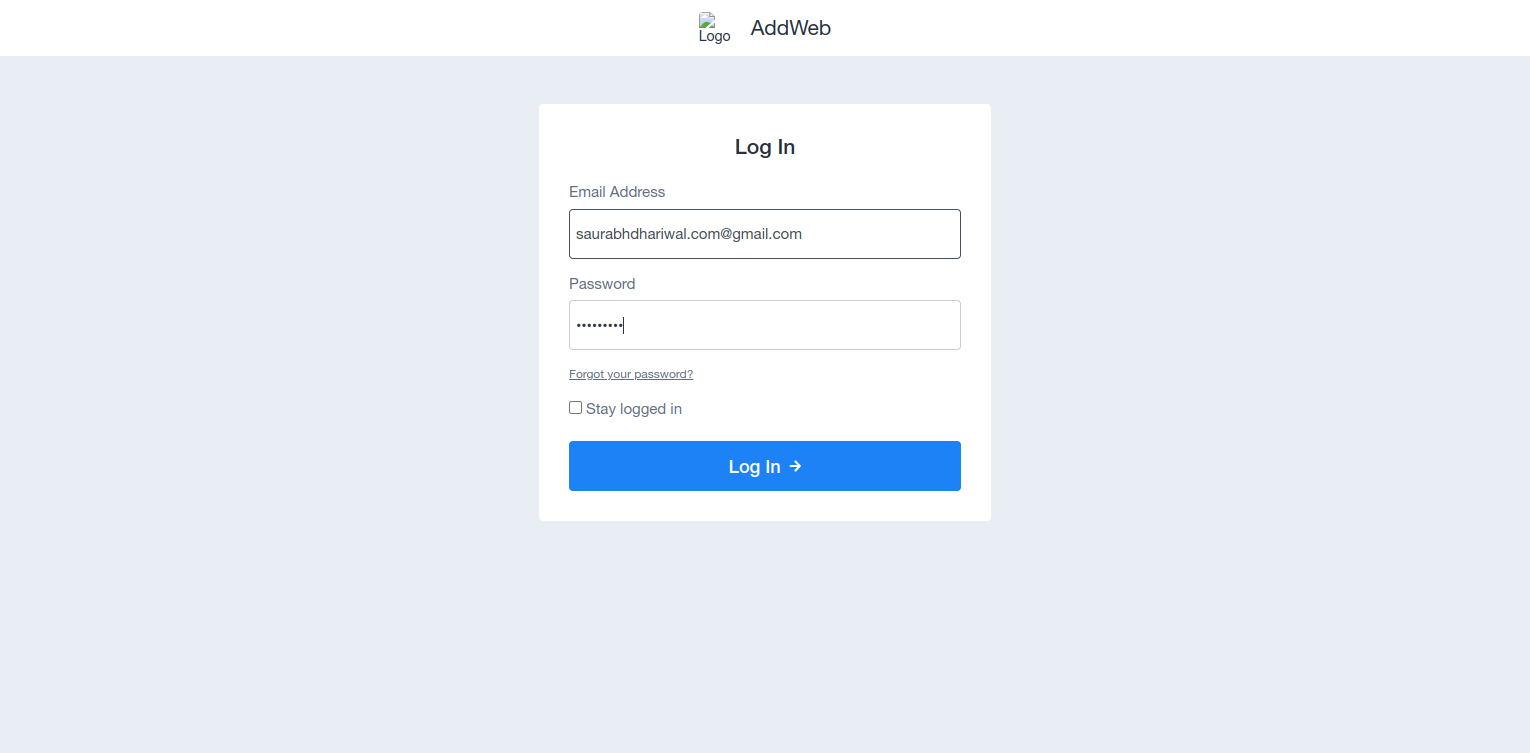 Logo
AddWeb
Log In
Email Address
saurabhdhariwal.com@gmail.com
Password
•••••••••
Forgot your password?
Stay logged in
Log In →